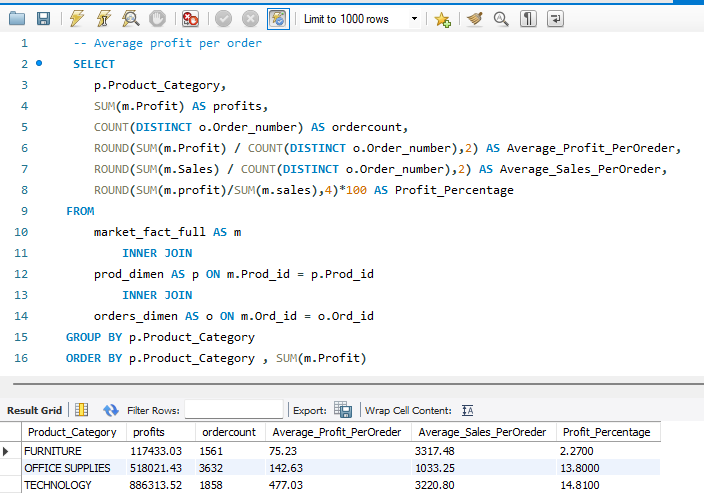 Limit to 1000 rows
1 -- Average profit per order
2 SELECT
3 p.Product_Category,
4 SUM(m.Profit) AS profits,
5 COUNT(DISTINCT o.Order_number) AS ordercount,
6 ROUND(SUM(m.Profit) / COUNT(DISTINCT o.Order_number),2) AS Average_Profit_PerOreder,
7 ROUND(SUM(m.Sales) / COUNT(DISTINCT o.Order_number),2) AS Average_Sales_PerOreder,
8 ROUND(SUM(m.profit)/SUM(m.sales),4)*100 AS Profit_Percentage
9 FROM
10 market_fact_full AS m
11 INNER JOIN
12 prod_dimen AS p ON m.Prod_id = p.Prod_id
13 INNER JOIN
14 orders_dimen AS o ON m.Ord_id = o.Ord_id
15 GROUP BY p.Product_Category
16 ORDER BY p.Product_Category , SUM(m.Profit)
Result Grid Filter Rows: Export: Wrap Cell Content: IA
Product_Category profits ordercount Average_Profit_PerOreder Average_Sales_PerOreder Profit_Percentage
FURNITURE 117433.03 1561 75.23 3317.48 2.2700
OFFICE SUPPLIES 518021.43 3632 142.63 1033.25 13.8000
TECHNOLOGY 886313.52 1858 477.03 3220.80 14.8100